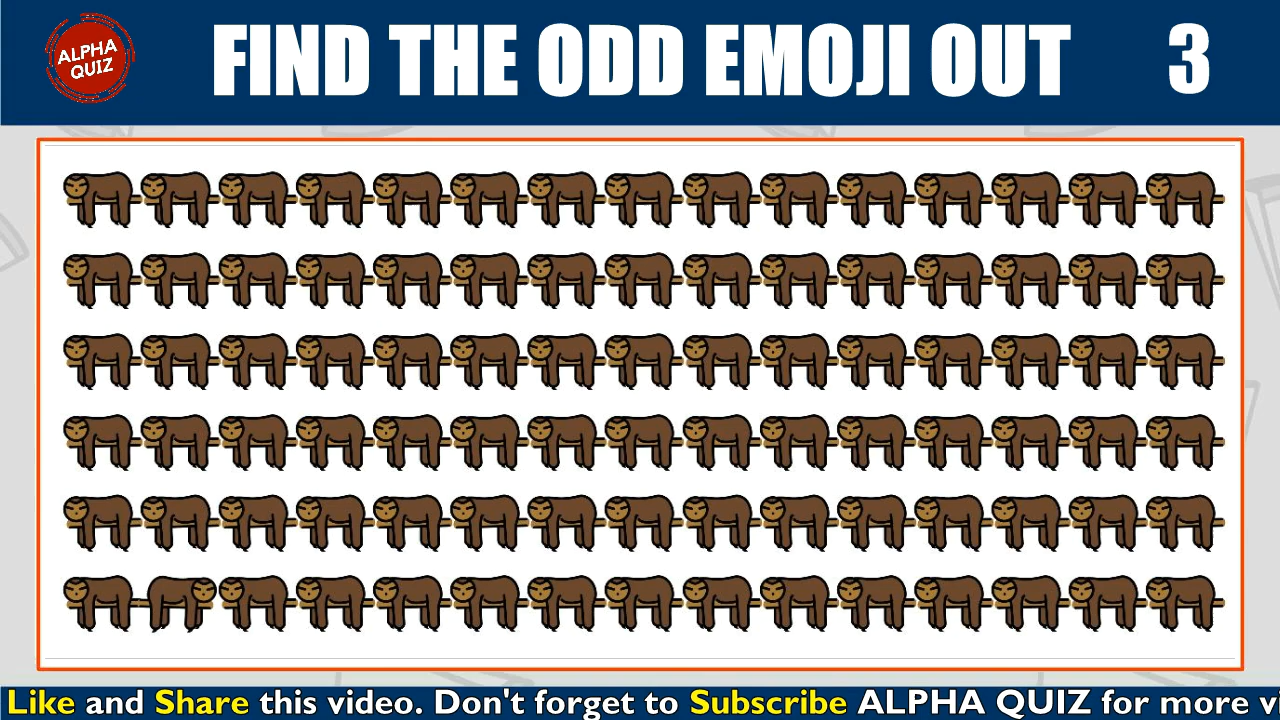 ALPHA
QUIZ
FIND THE ODD EMOJI OUT
3
Like and Share this video. Don't forget to Subscribe ALPHA QUIZ for more v